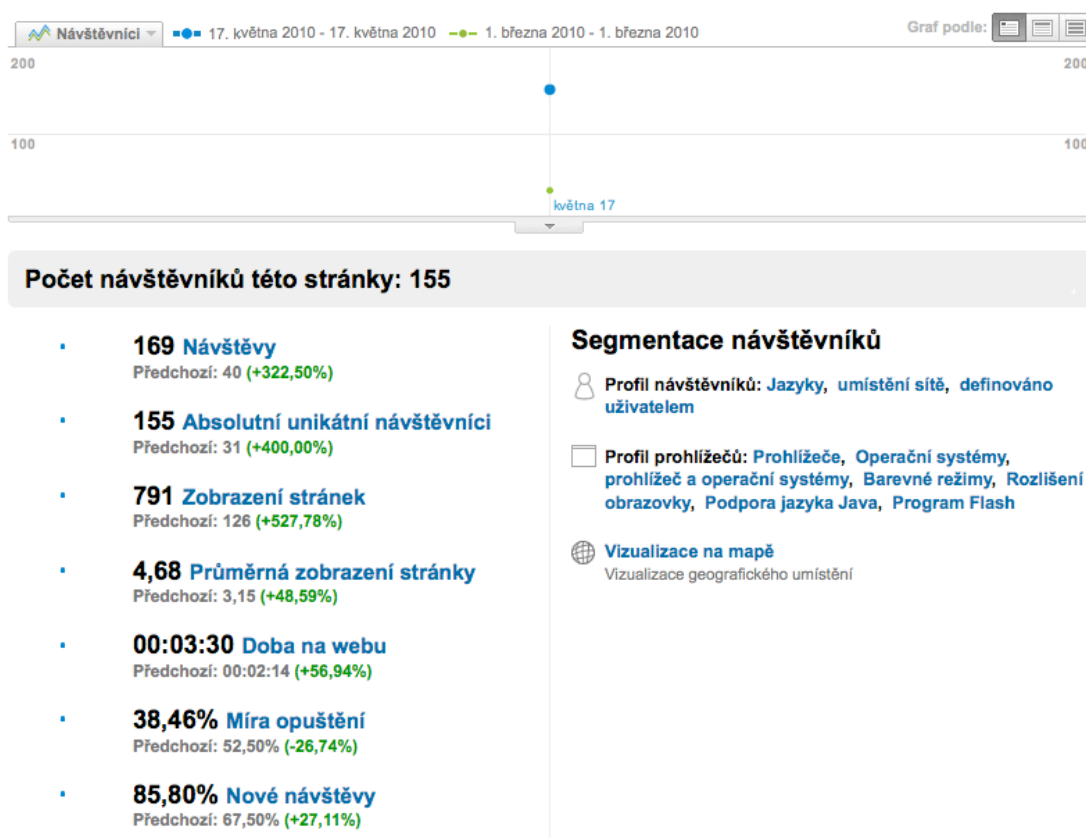 Návštěvníci 17. května 2010 - 17. května 2010 1. března 2010 - 1. března 2010 Graf podle:
200 200
100 100
května 17
Počet návštěvníků této stránky: 155
169 Návštěvy
Předchozí: 40 (+322,50%)
155 Absolutní unikátní návštěvníci
Předchozí: 31 (+400,00%)
791 Zobrazení stránek
Předchozí: 126 (+527,78%)
4,68 Průměrná zobrazení stránky
Předchozí: 3,15 (+48,59%)
00:03:30 Doba na webu
Předchozí: 00:02:14 (+56,94%)
38,46% Míra opuštění
Předchozí: 52,50% (-26,74%)
85,80% Nové návštěvy
Předchozí: 67,50% (+27,11%)
Segmentace návštěvníků
Profil návštěvníků: Jazyky, umístění sítě, definováno
uživatelem
Profil prohlížečů: Prohlížeče, Operační systémy,
prohlížeč a operační systémy, Barevné režimy, Rozlišení
obrazovky, Podpora jazyka Java, Program Flash
Vizualizace na mapě
Vizualizace geografického umístění